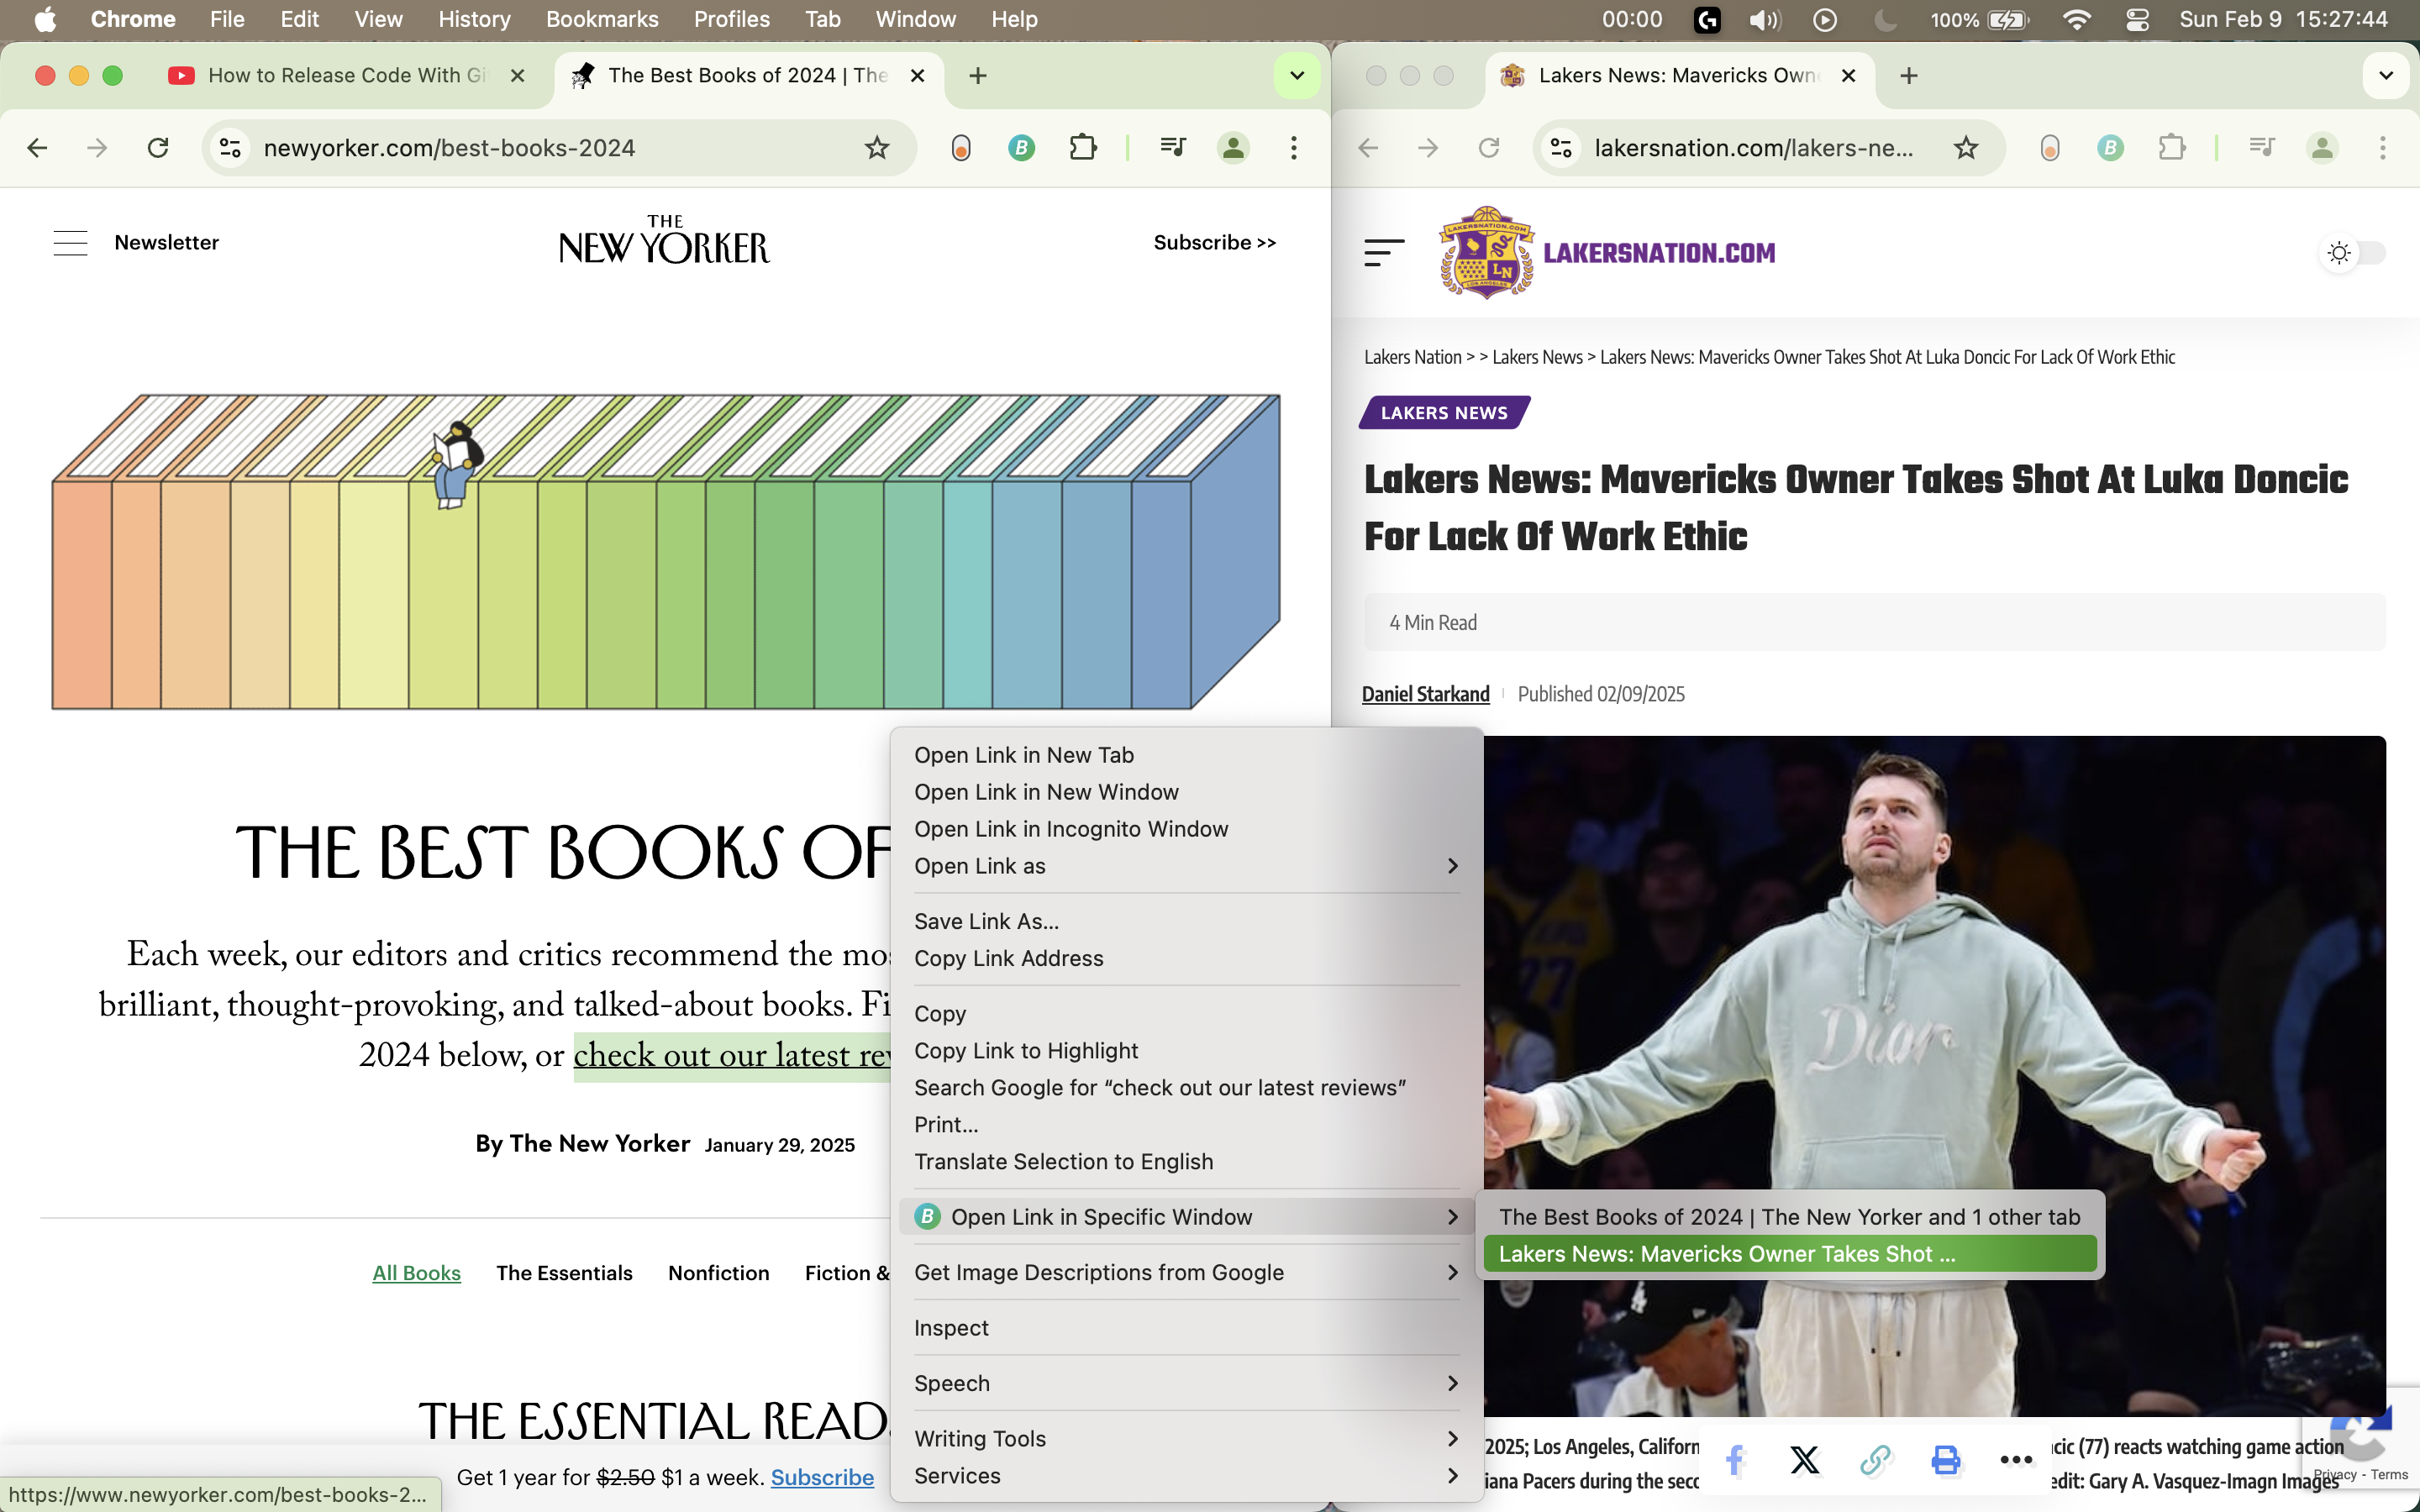 Chrome File Edit View History Bookmarks Profiles Tab Window Help 00:00 100% Sun Feb 9 15:27:44
How to Release Code With Gi
The Best Books of 2024 | The
newyorker.com/best-books-2024
Newsletter
THE
NEW YORKER
Subscribe >>
THE BEST BOOKS OF
Each week, our editors and critics recommend the mos
brilliant, thought-provoking, and talked-about books. Fi
2024 below, or check out our latest rev
By The New Yorker January 29, 2025
All Books The Essentials Nonfiction Fiction &
THE ESSENTIAL READ
Get 1 year for $2.50 $1 a week. Subscribe
https://www.newyorker.com/best-books-2...
Open Link in New Tab
Open Link in New Window
Open Link in Incognito Window
Open Link as
Save Link As...
Copy Link Address
Copy
Copy Link to Highlight
Search Google for “check out our latest reviews”
Print...
Translate Selection to English
B Open Link in Specific Window
Get Image Descriptions from Google
Inspect
Speech
Writing Tools
Services
The Best Books of 2024 | The New Yorker and 1 other tab
Lakers News: Mavericks Owner Takes Shot ...
Lakers News: Mavericks Own
lakersnation.com/lakers-ne...
LAKERSNATION.COM
LN
LAKERSNATION.COM
Lakers Nation > > Lakers News > Lakers News: Mavericks Owner Takes Shot At Luka Doncic For Lack Of Work Ethic
LAKERS NEWS
Lakers News: Mavericks Owner Takes Shot At Luka Doncic
For Lack Of Work Ethic
4 Min Read
Daniel Starkand Published 02/09/2025
77
Dior
2025; Los Angeles, Californ
ncic (77) reacts watching game action
iana Pacers during the seco
edit: Gary A. Vasquez-Imagn Images
Privacy - Terms